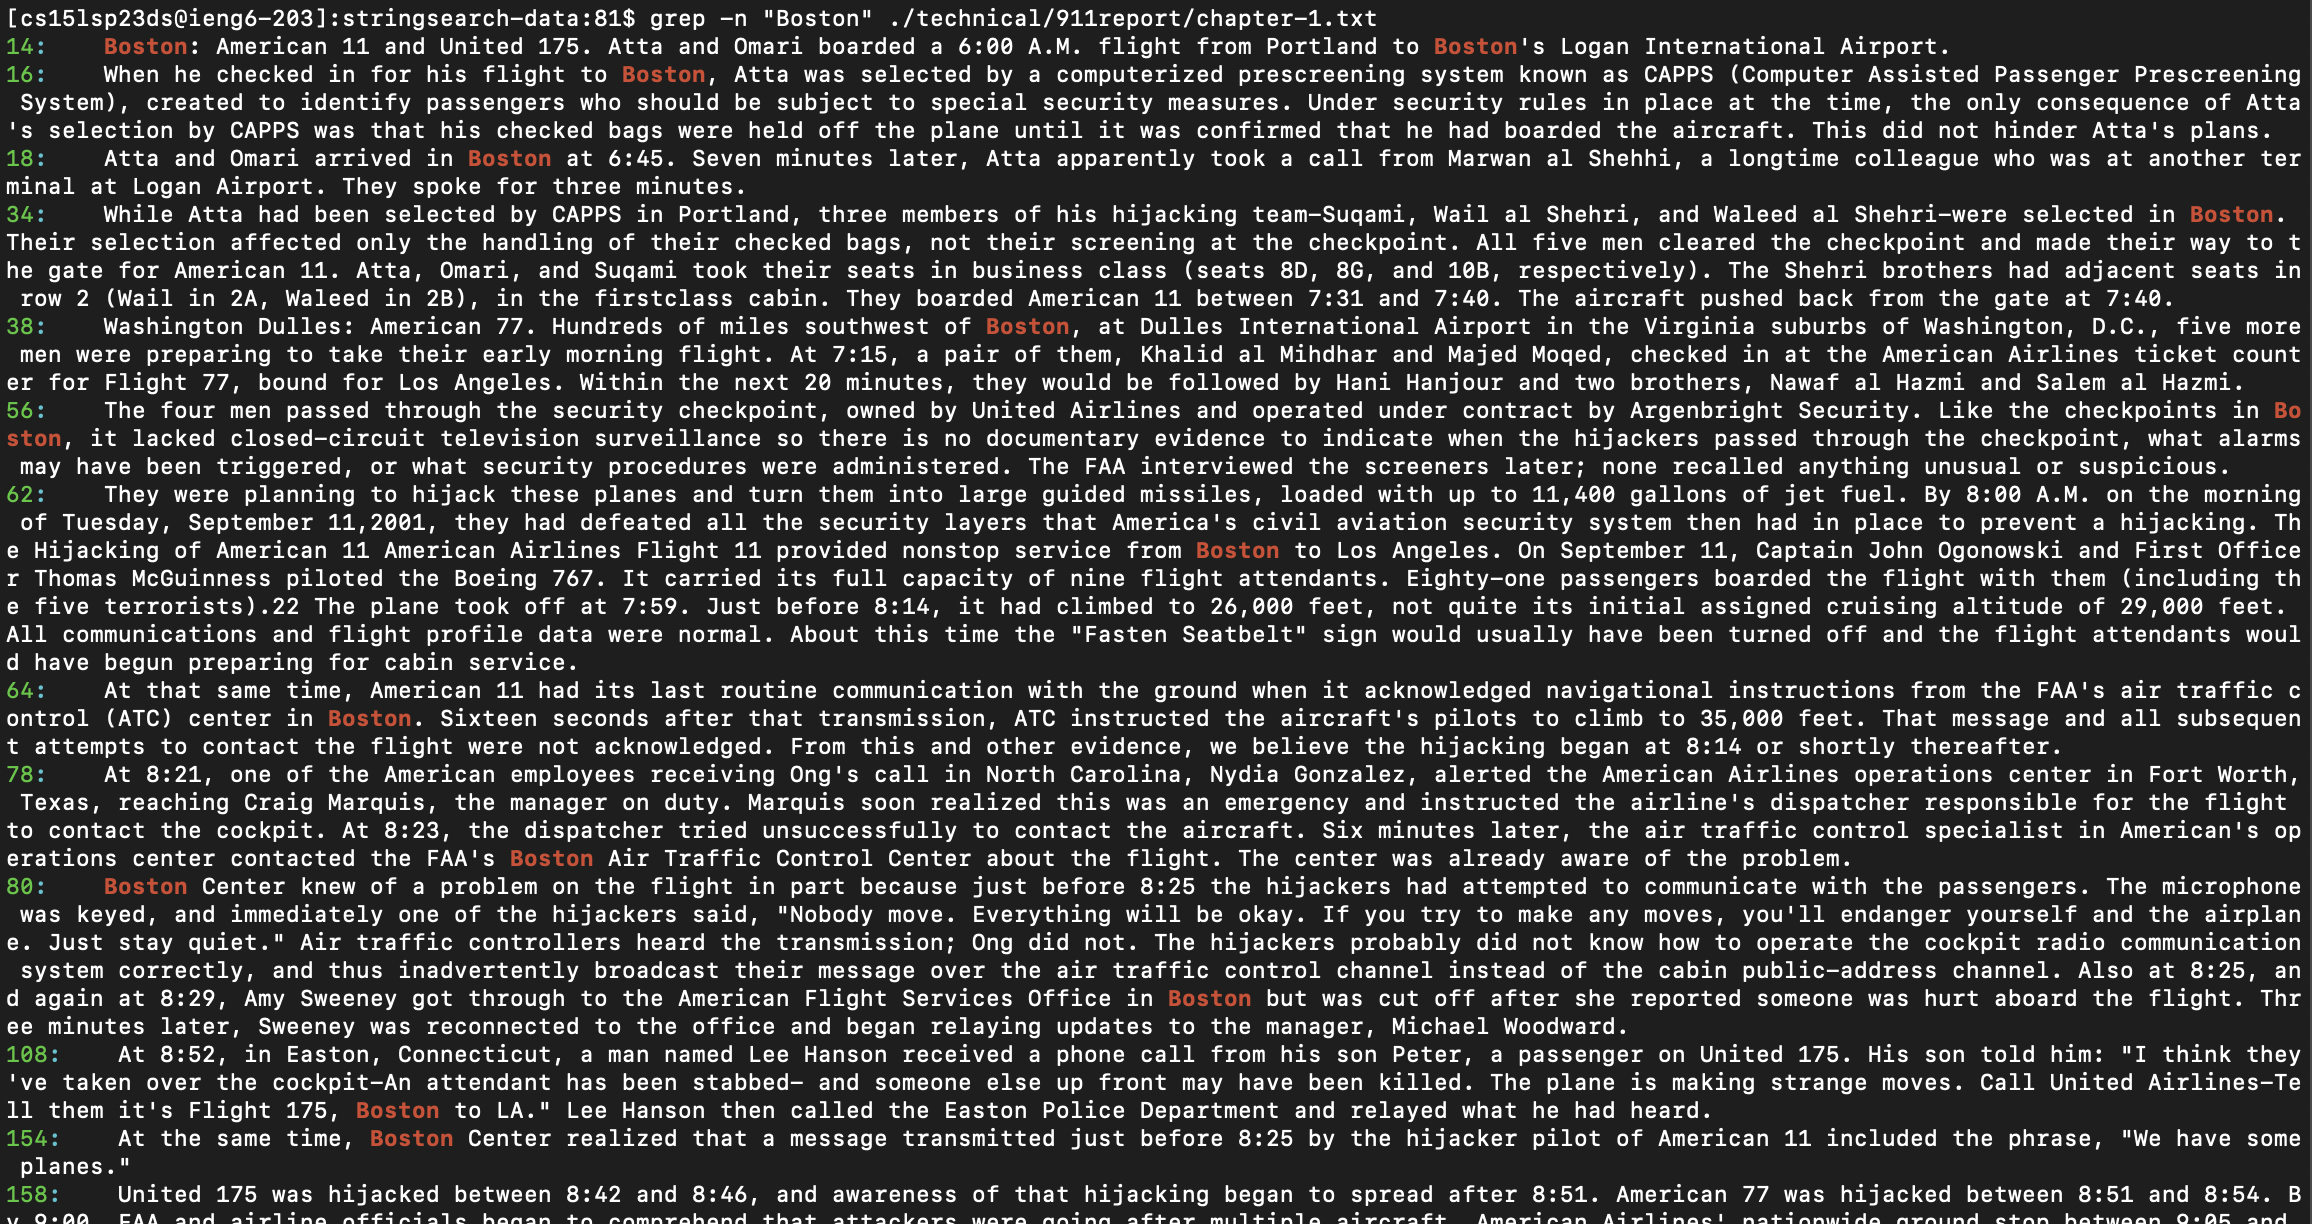 [cs15lsp23ds@ieng6-203]:stringsearch-data:81$ grep -n "Boston" ./technical/911report/chapter-1.txt
14:    Boston: American 11 and United 175. Atta and Omari boarded a 6:00 A.M. flight from Portland to Boston's Logan International Airport.
16:    When he checked in for his flight to Boston, Atta was selected by a computerized prescreening system known as CAPPS (Computer Assisted Passenger Prescreening
 System), created to identify passengers who should be subject to special security measures. Under security rules in place at the time, the only consequence of Atta
's selection by CAPPS was that his checked bags were held off the plane until it was confirmed that he had boarded the aircraft. This did not hinder Atta's plans.
18:    Atta and Omari arrived in Boston at 6:45. Seven minutes later, Atta apparently took a call from Marwan al Shehhi, a longtime colleague who was at another ter
minal at Logan Airport. They spoke for three minutes.
34:    While Atta had been selected by CAPPS in Portland, three members of his hijacking team-Suqami, Wail al Shehri, and Waleed al Shehri-were selected in Boston.
Their selection affected only the handling of their checked bags, not their screening at the checkpoint. All five men cleared the checkpoint and made their way to t
he gate for American 11. Atta, Omari, and Suqami took their seats in business class (seats 8D, 8G, and 10B, respectively). The Shehri brothers had adjacent seats in
 row 2 (Wail in 2A, Waleed in 2B), in the firstclass cabin. They boarded American 11 between 7:31 and 7:40. The aircraft pushed back from the gate at 7:40.
38:    Washington Dulles: American 77. Hundreds of miles southwest of Boston, at Dulles International Airport in the Virginia suburbs of Washington, D.C., five more
 men were preparing to take their early morning flight. At 7:15, a pair of them, Khalid al Mihdhar and Majed Moqed, checked in at the American Airlines ticket count
er for Flight 77, bound for Los Angeles. Within the next 20 minutes, they would be followed by Hani Hanjour and two brothers, Nawaf al Hazmi and Salem al Hazmi.
56:    The four men passed through the security checkpoint, owned by United Airlines and operated under contract by Argenbright Security. Like the checkpoints in Bo
ston, it lacked closed-circuit television surveillance so there is no documentary evidence to indicate when the hijackers passed through the checkpoint, what alarms
 may have been triggered, or what security procedures were administered. The FAA interviewed the screeners later; none recalled anything unusual or suspicious.
62:    They were planning to hijack these planes and turn them into large guided missiles, loaded with up to 11,400 gallons of jet fuel. By 8:00 A.M. on the morning
 of Tuesday, September 11,2001, they had defeated all the security layers that America's civil aviation security system then had in place to prevent a hijacking. Th
e Hijacking of American 11 American Airlines Flight 11 provided nonstop service from Boston to Los Angeles. On September 11, Captain John Ogonowski and First Office
r Thomas McGuinness piloted the Boeing 767. It carried its full capacity of nine flight attendants. Eighty-one passengers boarded the flight with them (including th
e five terrorists).22 The plane took off at 7:59. Just before 8:14, it had climbed to 26,000 feet, not quite its initial assigned cruising altitude of 29,000 feet.
All communications and flight profile data were normal. About this time the "Fasten Seatbelt" sign would usually have been turned off and the flight attendants woul
d have begun preparing for cabin service.
64:    At that same time, American 11 had its last routine communication with the ground when it acknowledged navigational instructions from the FAA's air traffic c
ontrol (ATC) center in Boston. Sixteen seconds after that transmission, ATC instructed the aircraft's pilots to climb to 35,000 feet. That message and all subsequen
t attempts to contact the flight were not acknowledged. From this and other evidence, we believe the hijacking began at 8:14 or shortly thereafter.
78:    At 8:21, one of the American employees receiving Ong's call in North Carolina, Nydia Gonzalez, alerted the American Airlines operations center in Fort Worth,
 Texas, reaching Craig Marquis, the manager on duty. Marquis soon realized this was an emergency and instructed the airline's dispatcher responsible for the flight
to contact the cockpit. At 8:23, the dispatcher tried unsuccessfully to contact the aircraft. Six minutes later, the air traffic control specialist in American's op
erations center contacted the FAA's Boston Air Traffic Control Center about the flight. The center was already aware of the problem.
80:    Boston Center knew of a problem on the flight in part because just before 8:25 the hijackers had attempted to communicate with the passengers. The microphone
 was keyed, and immediately one of the hijackers said, "Nobody move. Everything will be okay. If you try to make any moves, you'll endanger yourself and the airplan
e. Just stay quiet." Air traffic controllers heard the transmission; Ong did not. The hijackers probably did not know how to operate the cockpit radio communication
 system correctly, and thus inadvertently broadcast their message over the air traffic control channel instead of the cabin public-address channel. Also at 8:25, an
d again at 8:29, Amy Sweeney got through to the American Flight Services Office in Boston but was cut off after she reported someone was hurt aboard the flight. Thr
ee minutes later, Sweeney was reconnected to the office and began relaying updates to the manager, Michael Woodward.
108:    At 8:52, in Easton, Connecticut, a man named Lee Hanson received a phone call from his son Peter, a passenger on United 175. His son told him: "I think they
've taken over the cockpit-An attendant has been stabbed- and someone else up front may have been killed. The plane is making strange moves. Call United Airlines-Te
ll them it's Flight 175, Boston to LA." Lee Hanson then called the Easton Police Department and relayed what he had heard.
154:    At the same time, Boston Center realized that a message transmitted just before 8:25 by the hijacker pilot of American 11 included the phrase, "We have some
 planes."
158:    United 175 was hijacked between 8:42 and 8:46, and awareness of that hijacking began to spread after 8:51. American 77 was hijacked between 8:51 and 8:54. B
y 9:00, FAA and airline officials began to comprehend that attackers were going after multiple aircraft. American Airlines' nationwide ground stop between 9:05 and